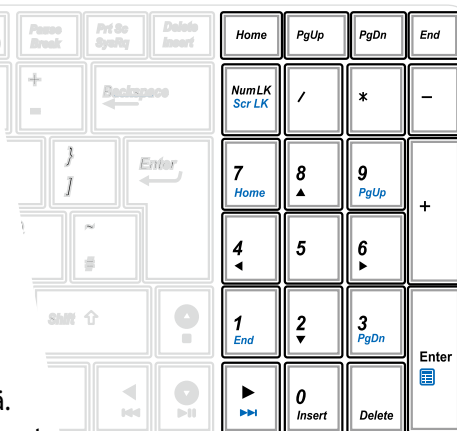 Pause Prt Sc Delete Home PgUp PgDn End
Break SysRq Insert
+ Backspace NumLK / * −
- Scr LK
} Enter 7 8 9 +
] Home ▲ PgUp
~ 4 5 6
# ◄ ►
Shift ⇧ 1 2 3 Enter
End ▼ PgDn
0
Insert Delete
ă.